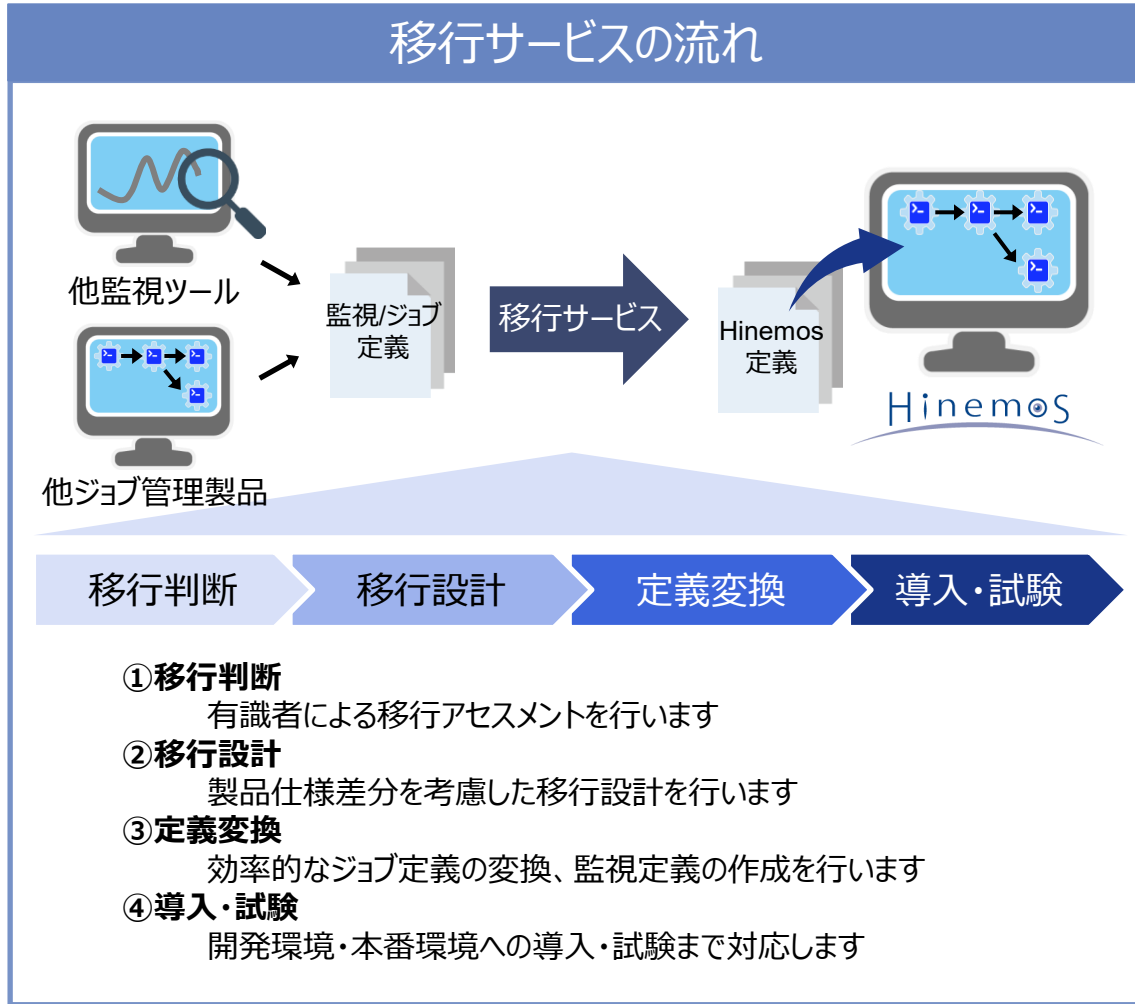 移行サービスの流れ
他監視ツール
他ジョブ管理製品
監視/ジョブ
定義
移行サービス
Hinemos
定義
Hinemos
移行判断
移行設計
定義変換
導入・試験
①移行判断
有識者による移行アセスメントを行います
②移行設計
製品仕様差分を考慮した移行設計を行います
③定義変換
効率的なジョブ定義の変換、監視定義の作成を行います
④導入・試験
開発環境・本番環境への導入・試験まで対応します